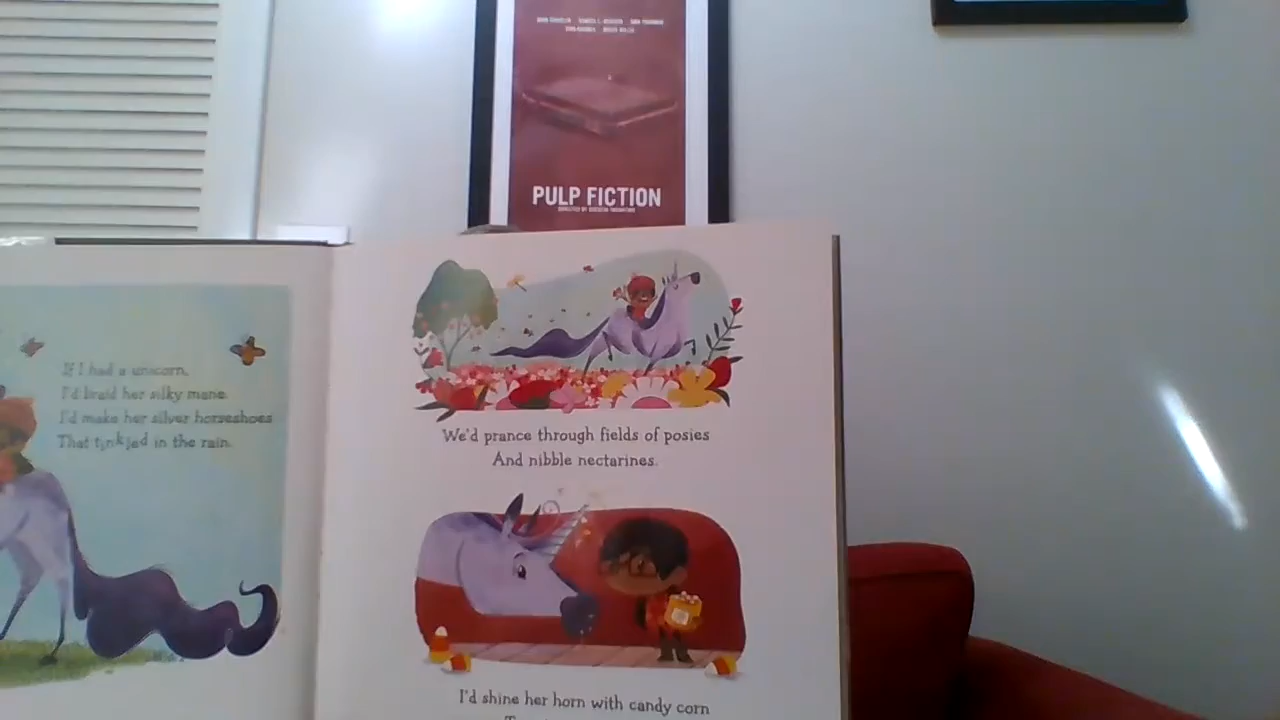 PULP FICTION
If I had a unicorn,
I'd braid her silky mane.
I'd make her silver horseshoes
That tinkled in the rain.
We'd prance through fields of posies
And nibble nectarines.
I'd shine her horn with candy corn